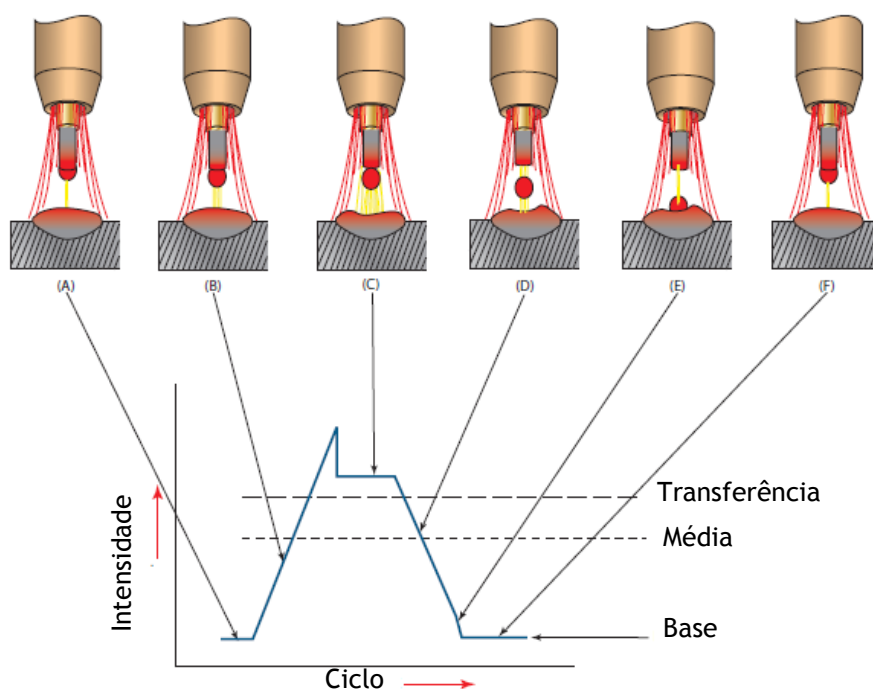 (A)
(B)
(C)
(D)
(E)
(F)
Transferência
Média
Intensidade
Base
Ciclo